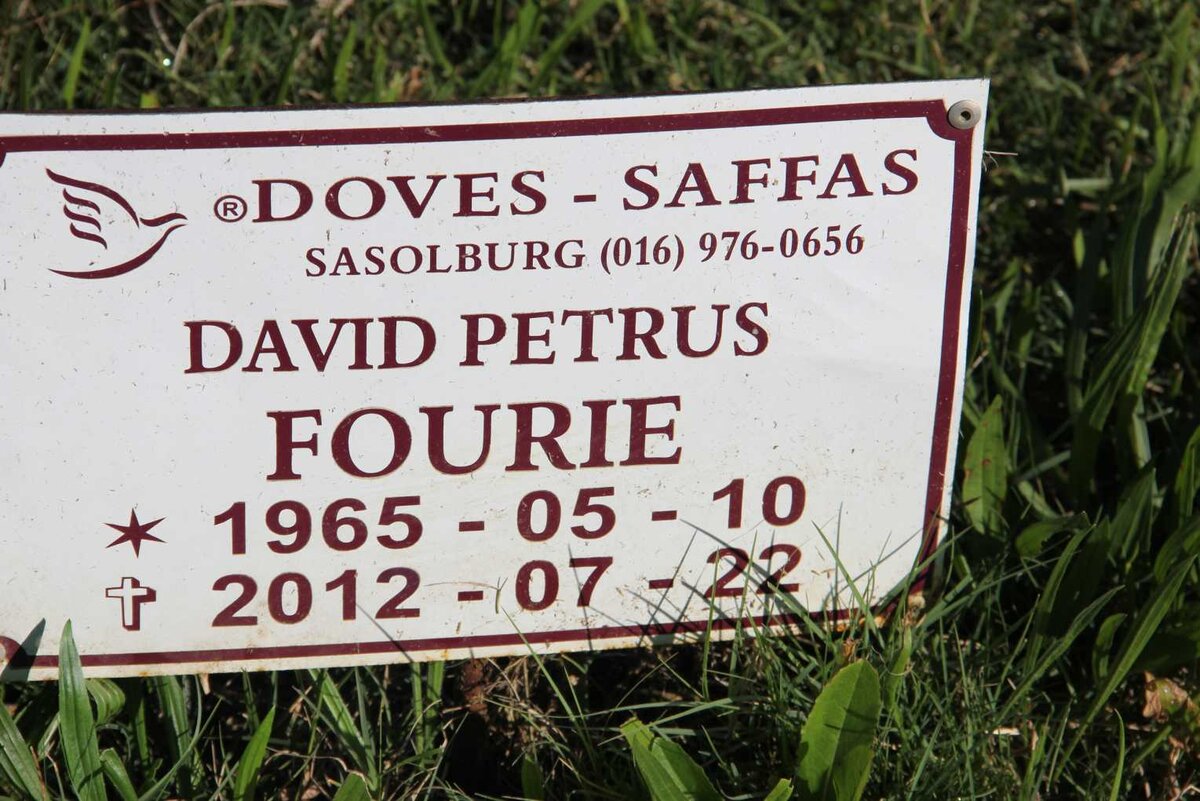 ®DOVES - SAFFAS
SASOLBURG (016) 976-0656
DAVID PETRUS
FOURIE
1965 - 05 - 10
2012 - 07 - 22